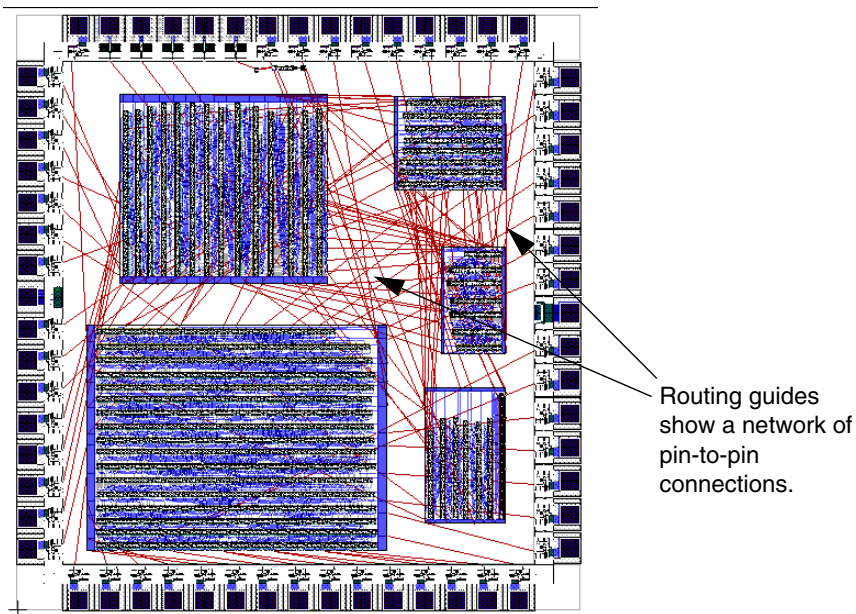 Routing guides
show a network of
pin-to-pin
connections.